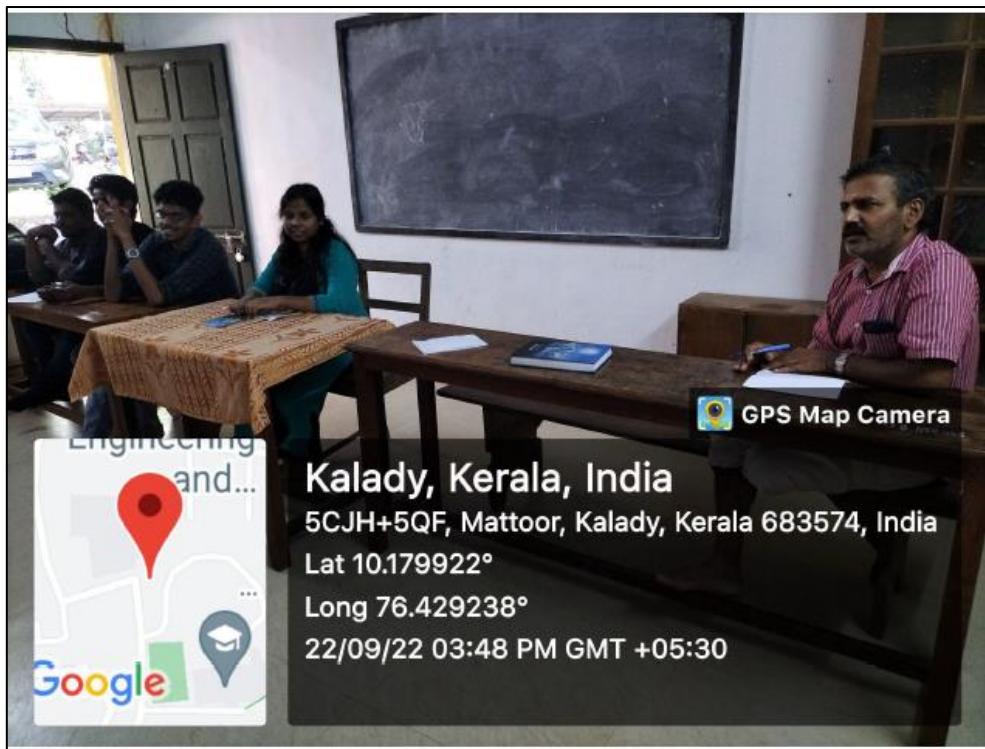 GPS Map Camera
Engineering
and...
Google
Kalady, Kerala, India
5CJH+5QF, Mattoor, Kalady, Kerala 683574, India
Lat 10.179922°
Long 76.429238°
22/09/22 03:48 PM GMT +05:30